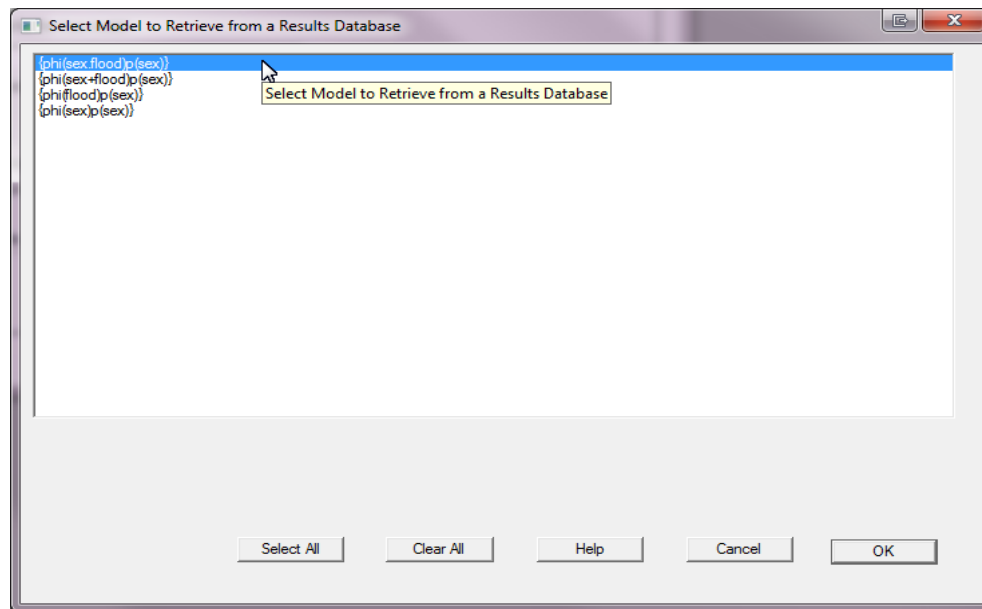 Select Model to Retrieve from a Results Database
{phi(sex.flood)p(sex)}
{phi(sex+flood)p(sex)}
Select Model to Retrieve from a Results Database
{phi(flood)p(sex)}
{phi(sex)p(sex)}
Select All Clear All Help Cancel OK